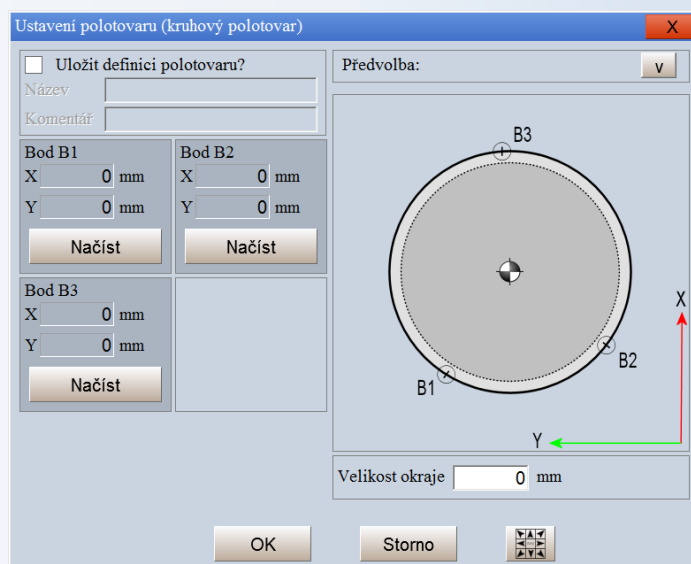 Ustavení polotovaru (kruhový polotovar)
X
Uložit definici polotovaru?
Název
Komentář
Předvolba:
v
Bod B1
X 0 mm
Y 0 mm
Načíst
Bod B2
X 0 mm
Y 0 mm
Načíst
Bod B3
X 0 mm
Y 0 mm
Načíst
B3
X
B2
B1
Y
Velikost okraje 0 mm
OK
Storno